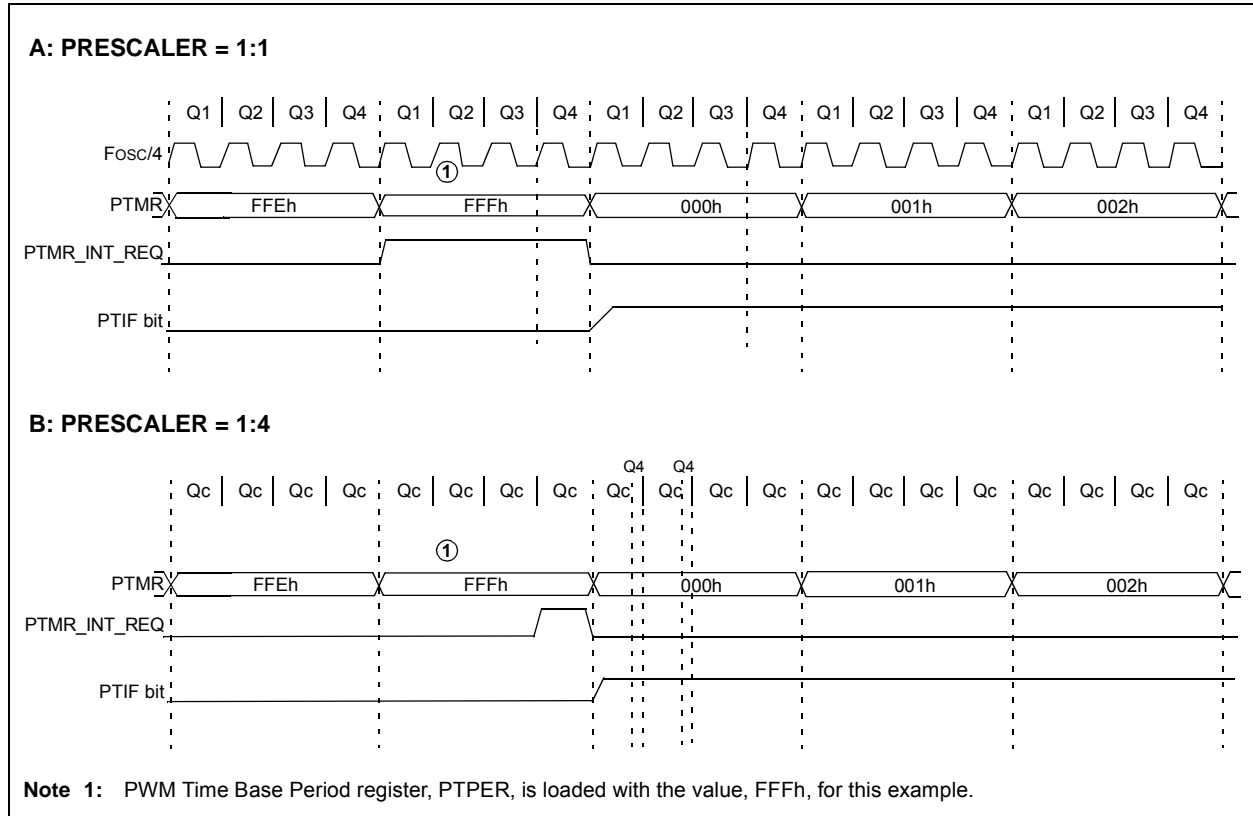 A: PRESCALER = 1:1
Q1 Q2 Q3 Q4 Q1 Q2 Q3 Q4 Q1 Q2 Q3 Q4 Q1 Q2 Q3 Q4 Q1 Q2 Q3 Q4
FOSC/4
1
PTMR FFEh FFFh 000h 001h 002h
PTMR_INT_REQ
PTIF bit
B: PRESCALER = 1:4
Q4 Q4
Qc Qc Qc Qc Qc Qc Qc Qc Qc Qc Qc Qc Qc Qc Qc Qc Qc Qc Qc Qc
1
PTMR FFEh FFFh 000h 001h 002h
PTMR_INT_REQ
PTIF bit
Note 1: PWM Time Base Period register, PTPER, is loaded with the value, FFFh, for this example.